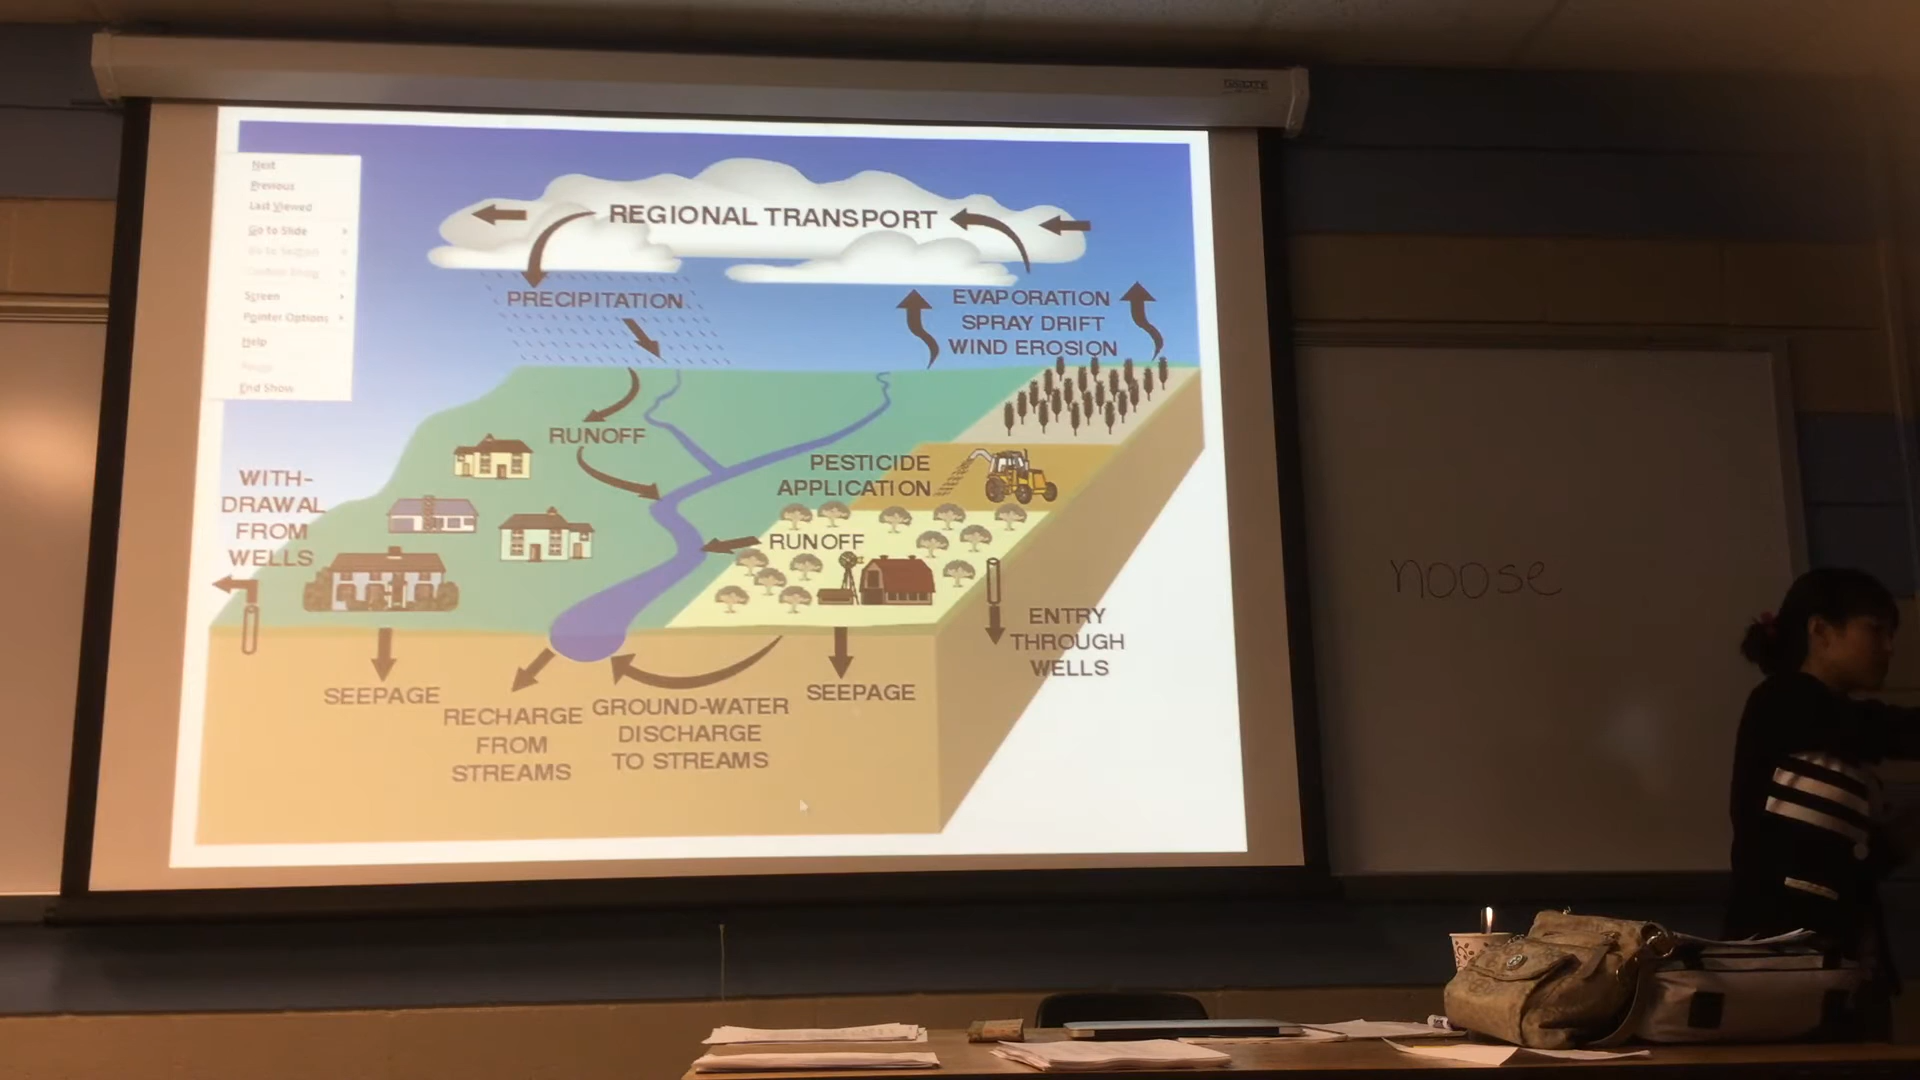 Next
Previous
Last Viewed
Go to Slide
Screen
Pointer Options
Help
End Show
REGIONAL TRANSPORT
PRECIPITATION
EVAPORATION
SPRAY DRIFT
WIND EROSION
RUNOFF
PESTICIDE
APPLICATION
WITH-
DRAWAL
FROM
WELLS
RUNOFF
ENTRY
THROUGH
WELLS
SEEPAGE
RECHARGE
FROM
STREAMS
GROUND-WATER
DISCHARGE
TO STREAMS
SEEPAGE
noose